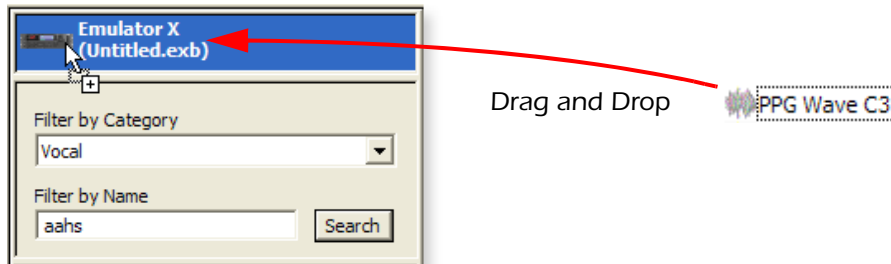 Emulator X
(Untitled.exb)
Drag and Drop
PPG Wave C3
Filter by Category
Vocal
Filter by Name
aahs
Search